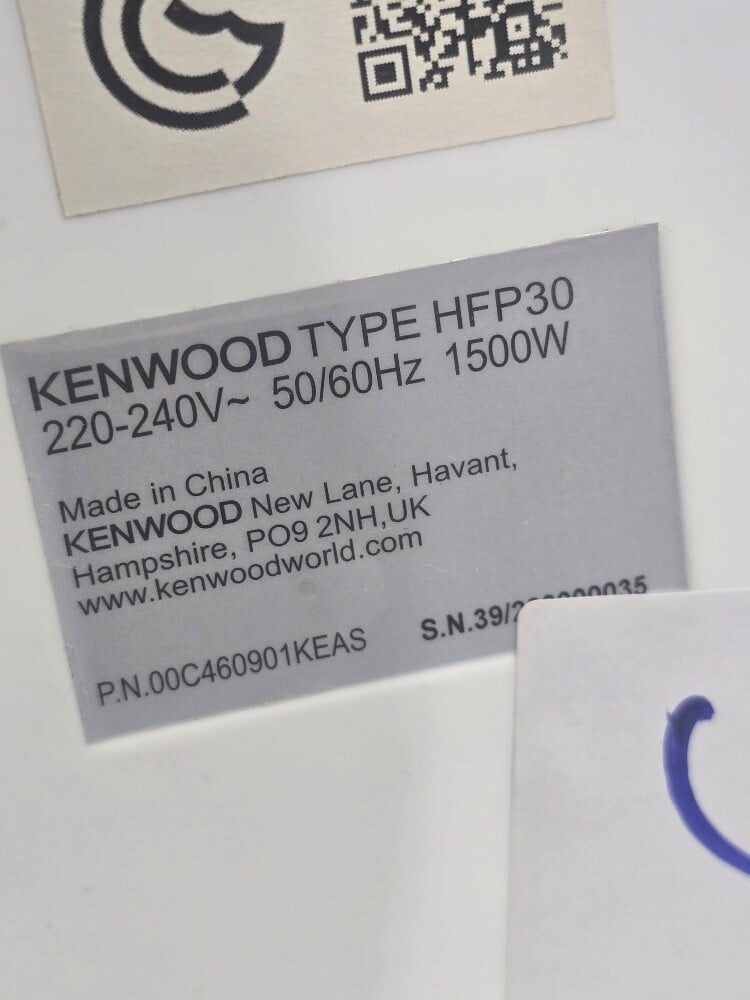 KENWOOD TYPE HFP30
220-240V~ 50/60Hz 1500W
Made in China
KENWOOD New Lane, Havant,
Hampshire, PO9 2NH,UK
www.kenwoodworld.com
P.N.00C460901KEAS